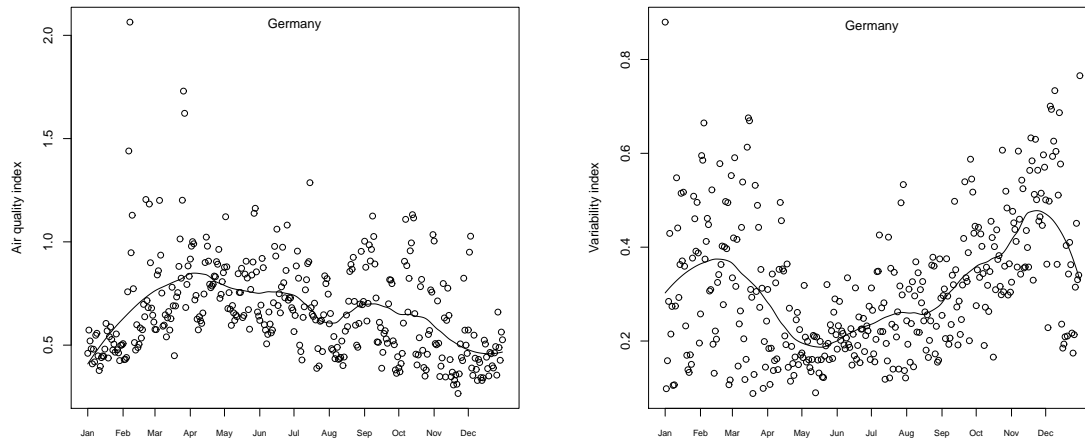 Germany
Air quality index
2.0
1.5
1.0
0.5
Jan Feb Mar Apr May Jun Jul Aug Sep Oct Nov Dec
Germany
Variability index
0.8
0.6
0.4
0.2
Jan Feb Mar Apr May Jun Jul Aug Sep Oct Nov Dec